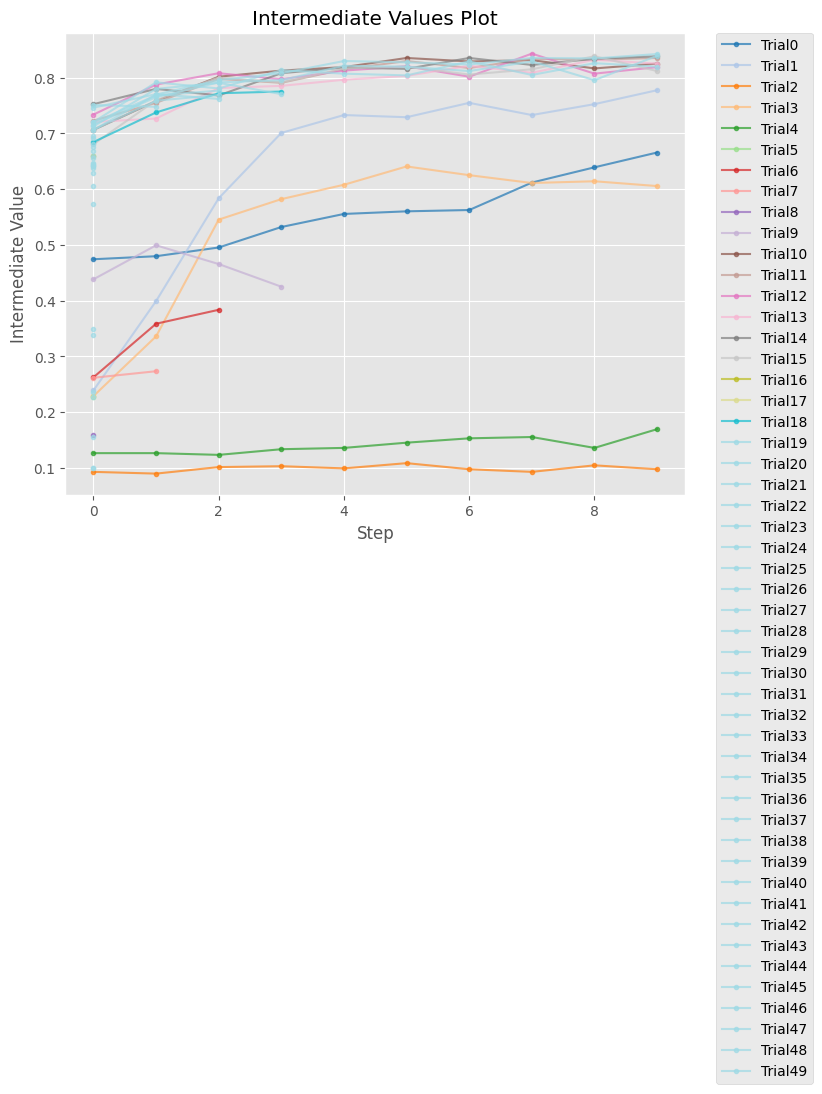 Intermediate Values Plot
Intermediate Value
0.8
0.7
0.6
0.5
0.4
0.3
0.2
0.1
0 2 4 6 8
Step
Trial0
Trial1
Trial2
Trial3
Trial4
Trial5
Trial6
Trial7
Trial8
Trial9
Trial10
Trial11
Trial12
Trial13
Trial14
Trial15
Trial16
Trial17
Trial18
Trial19
Trial20
Trial21
Trial22
Trial23
Trial24
Trial25
Trial26
Trial27
Trial28
Trial29
Trial30
Trial31
Trial32
Trial33
Trial34
Trial35
Trial36
Trial37
Trial38
Trial39
Trial40
Trial41
Trial42
Trial43
Trial44
Trial45
Trial46
Trial47
Trial48
Trial49